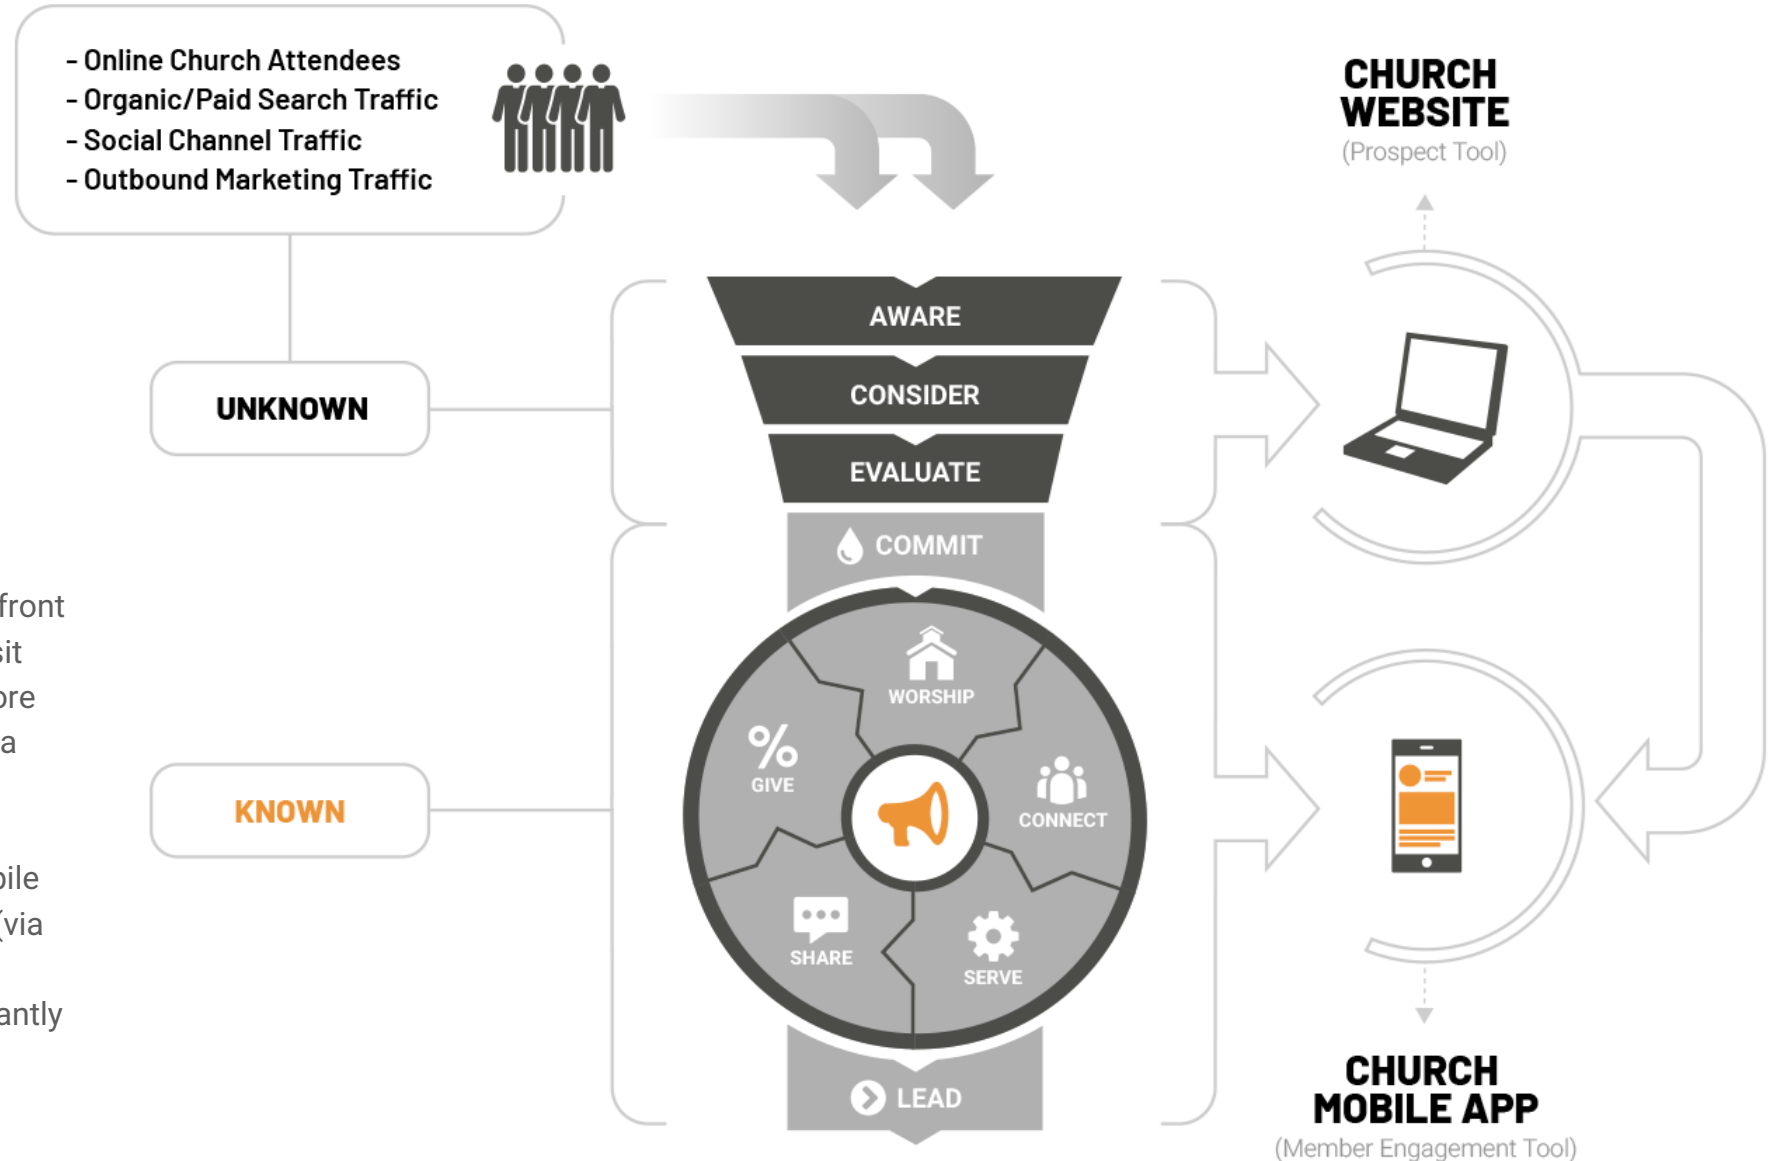 - Online Church Attendees
- Organic/Paid Search Traffic
- Social Channel Traffic
- Outbound Marketing Traffic
CHURCH
WEBSITE
(Prospect Tool)
AWARE
CONSIDER
EVALUATE
UNKNOWN
COMMIT
front
sit
ore
a
KNOWN
bile
(via
antly
WORSHIP
GIVE
CONNECT
SHARE
SERVE
LEAD
CHURCH
MOBILE APP
(Member Engagement Tool)